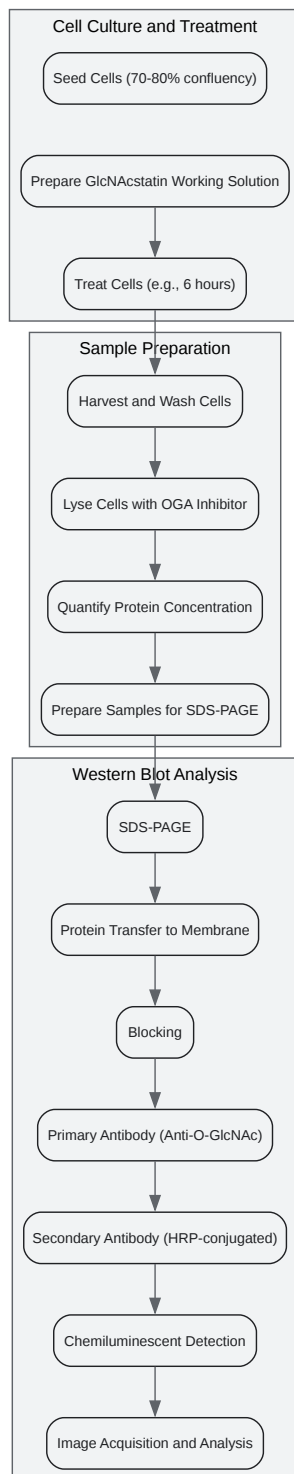 Cell Culture and Treatment
Seed Cells (70-80% confluency)
Prepare GlcNAcstatin Working Solution
Treat Cells (e.g., 6 hours)
Sample Preparation
Harvest and Wash Cells
Lyse Cells with OGA Inhibitor
Quantify Protein Concentration
Prepare Samples for SDS-PAGE
Western Blot Analysis
SDS-PAGE
Protein Transfer to Membrane
Blocking
Primary Antibody (Anti-O-GlcNAc)
Secondary Antibody (HRP-conjugated)
Chemiluminescent Detection
Image Acquisition and Analysis